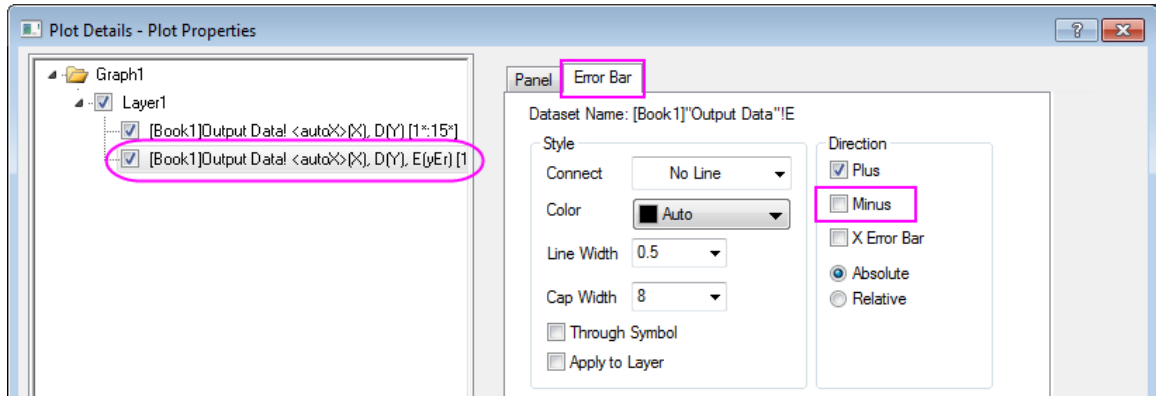 Plot Details - Plot Properties
?
Graph1
Layer1
[Book1]Output Data! <autoX>(X), D(Y) [1*:15*]
[Book1]Output Data! <autoX>(X), D(Y), E(yEr) [1
Panel Error Bar
Dataset Name: [Book1]"Output Data"!E
Style
Connect No Line
Color Auto
Line Width 0.5
Cap Width 8
Through Symbol
Apply to Layer
Direction
Plus
Minus
X Error Bar
Absolute
Relative